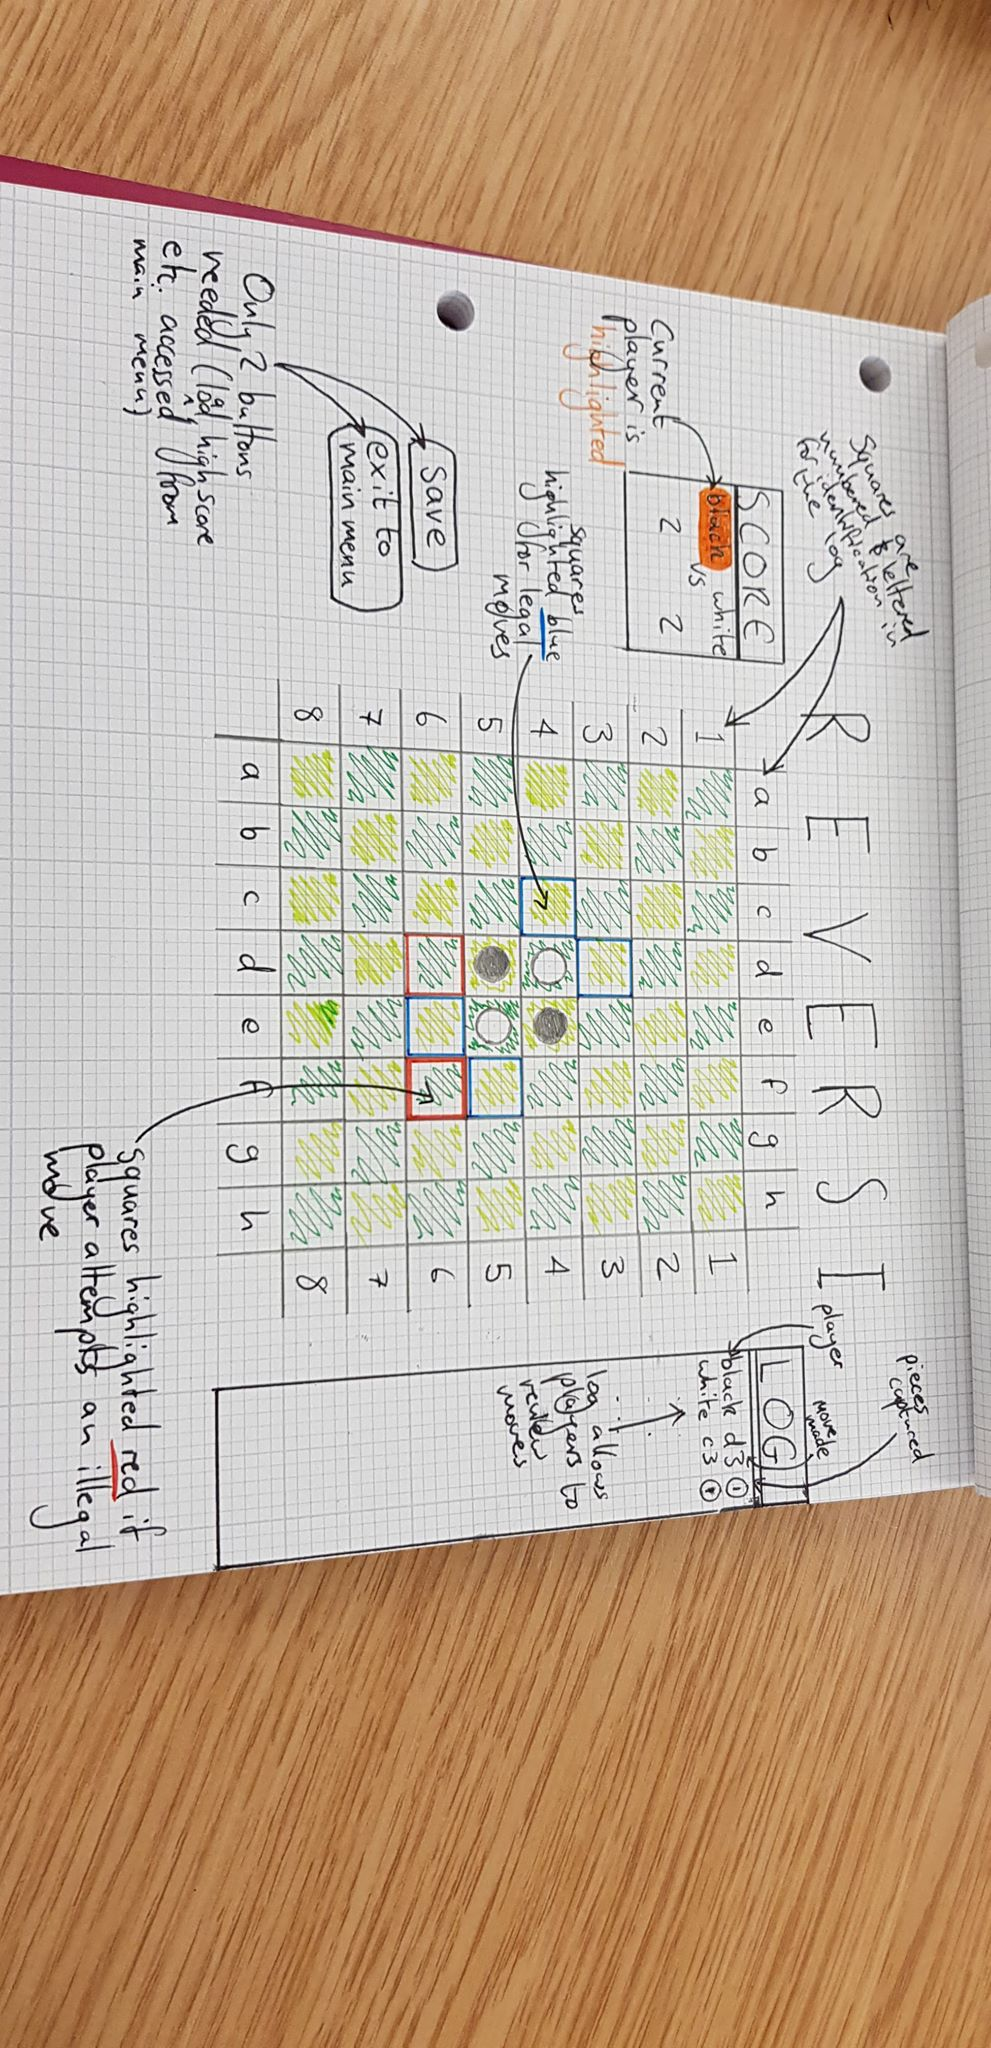 REVERSI
Squares are
numbered & lettered
for identification in
the log
SCORE
black vs white
2 2
Current
player is
highlighted
squares
highlighted blue
for legal
moves
save
exit to
main menu
Only 2 buttons
needed (load, highscore
etc. accessed from
main menu)
a b c d e f g h
1 1
2 2
3 3
4 4
5 5
6 6
7 7
8 8
a b c d e f g h
squares highlighted red if
player attempts an illegal
move
player
move
made
pieces
captured
LOG
black d3 1
white c3
log allows
players to
review
moves